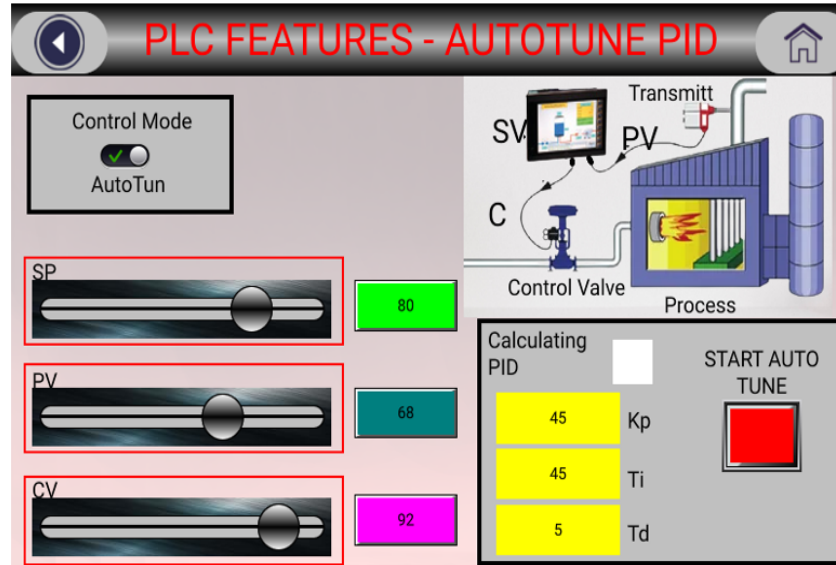 PLC FEATURES - AUTOTUNE PID
Control Mode
AutoTun
Transmitt
SV
PV
C
Control Valve
Process
SP
80
PV
68
CV
92
Calculating
PID
START AUTO
TUNE
45
Kp
45
Ti
5
Td